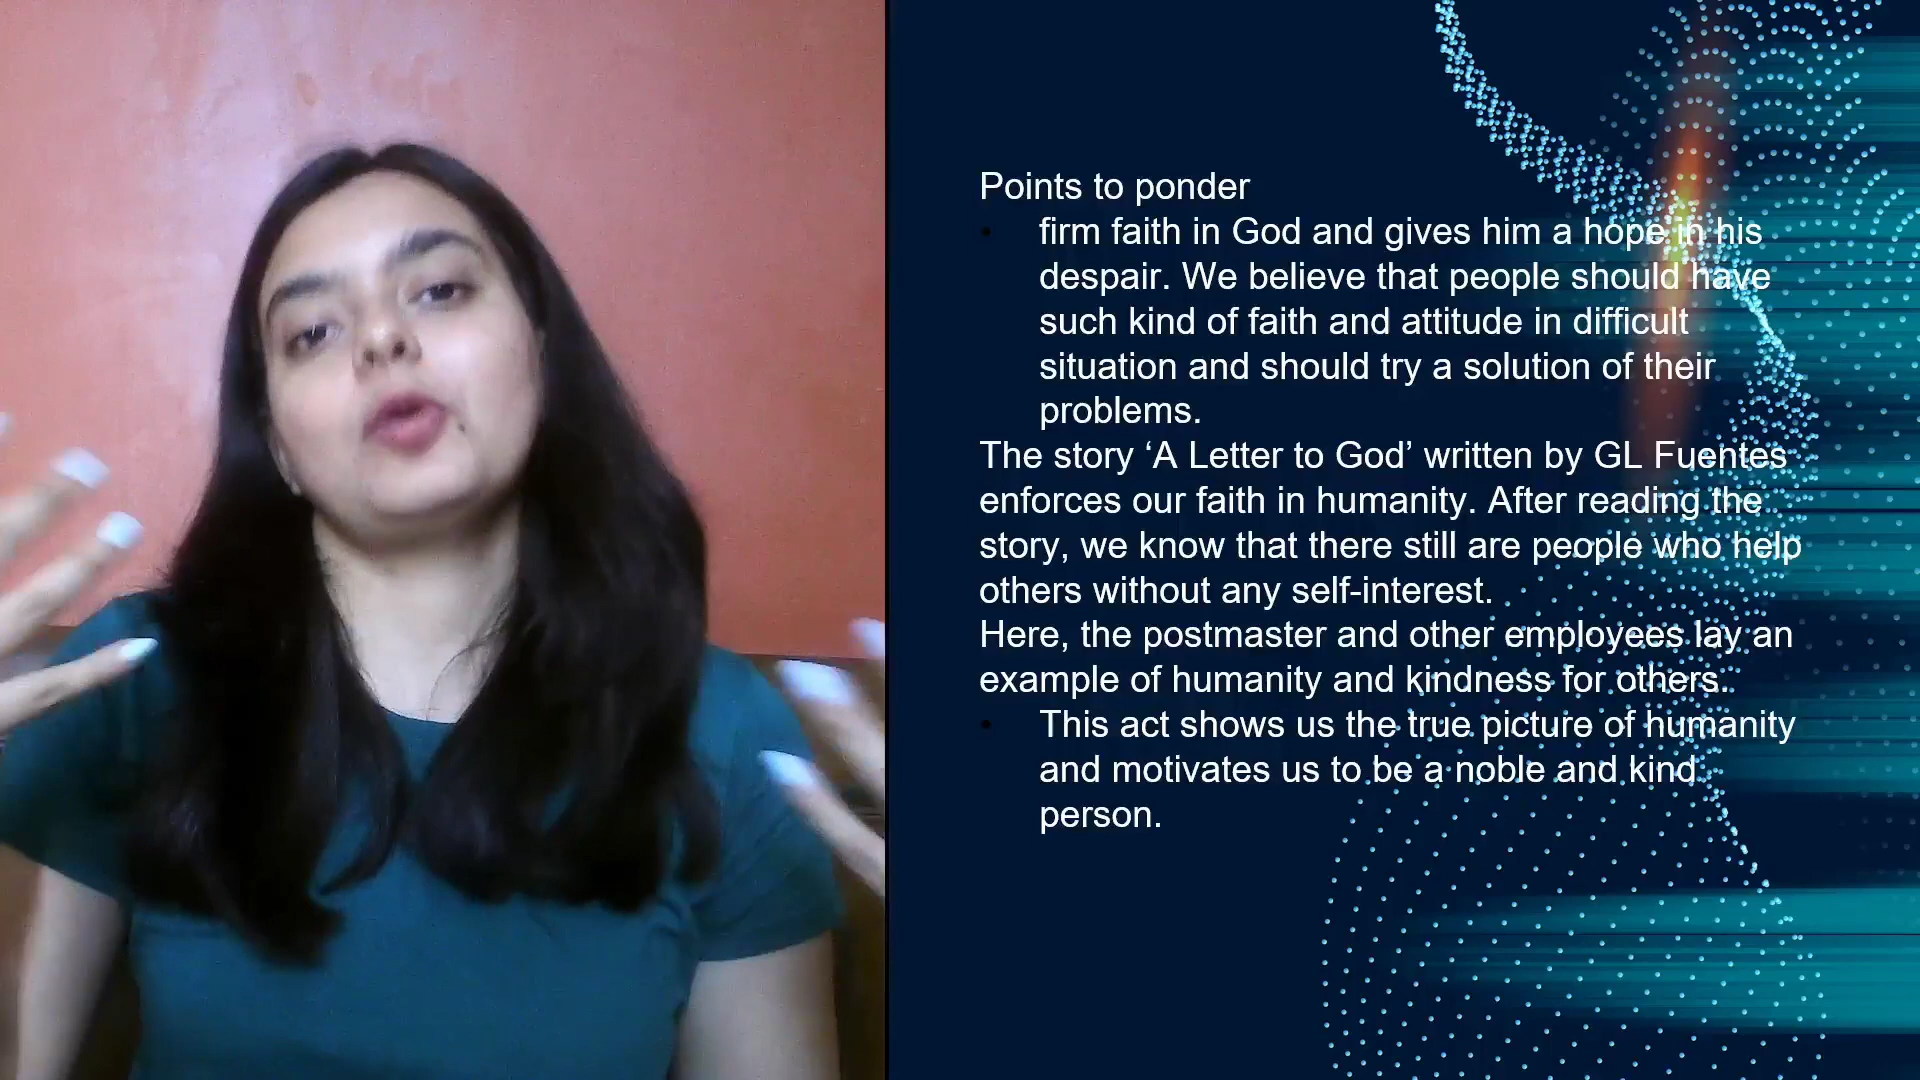 Points to ponder
• firm faith in God and gives him a hope in his
despair. We believe that people should have
such kind of faith and attitude in difficult
situation and should try a solution of their
problems.
The story ‘A Letter to God’ written by GL Fuentes
enforces our faith in humanity. After reading the
story, we know that there still are people who help
others without any self-interest.
Here, the postmaster and other employees lay an
example of humanity and kindness for others.
• This act shows us the true picture of humanity
and motivates us to be a noble and kind
person.